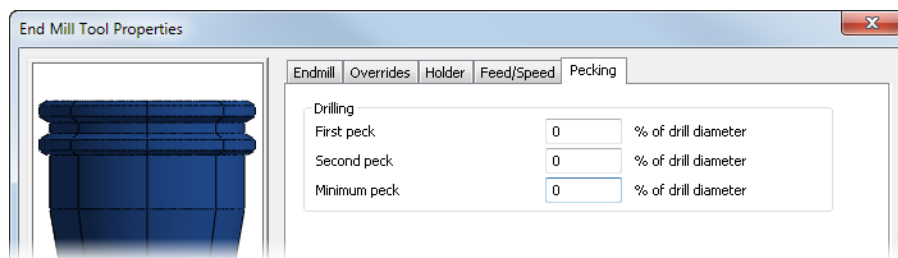 End Mill Tool Properties
Endmill Overrides Holder Feed/Speed Pecking
Drilling
First peck 0 % of drill diameter
Second peck 0 % of drill diameter
Minimum peck 0 % of drill diameter